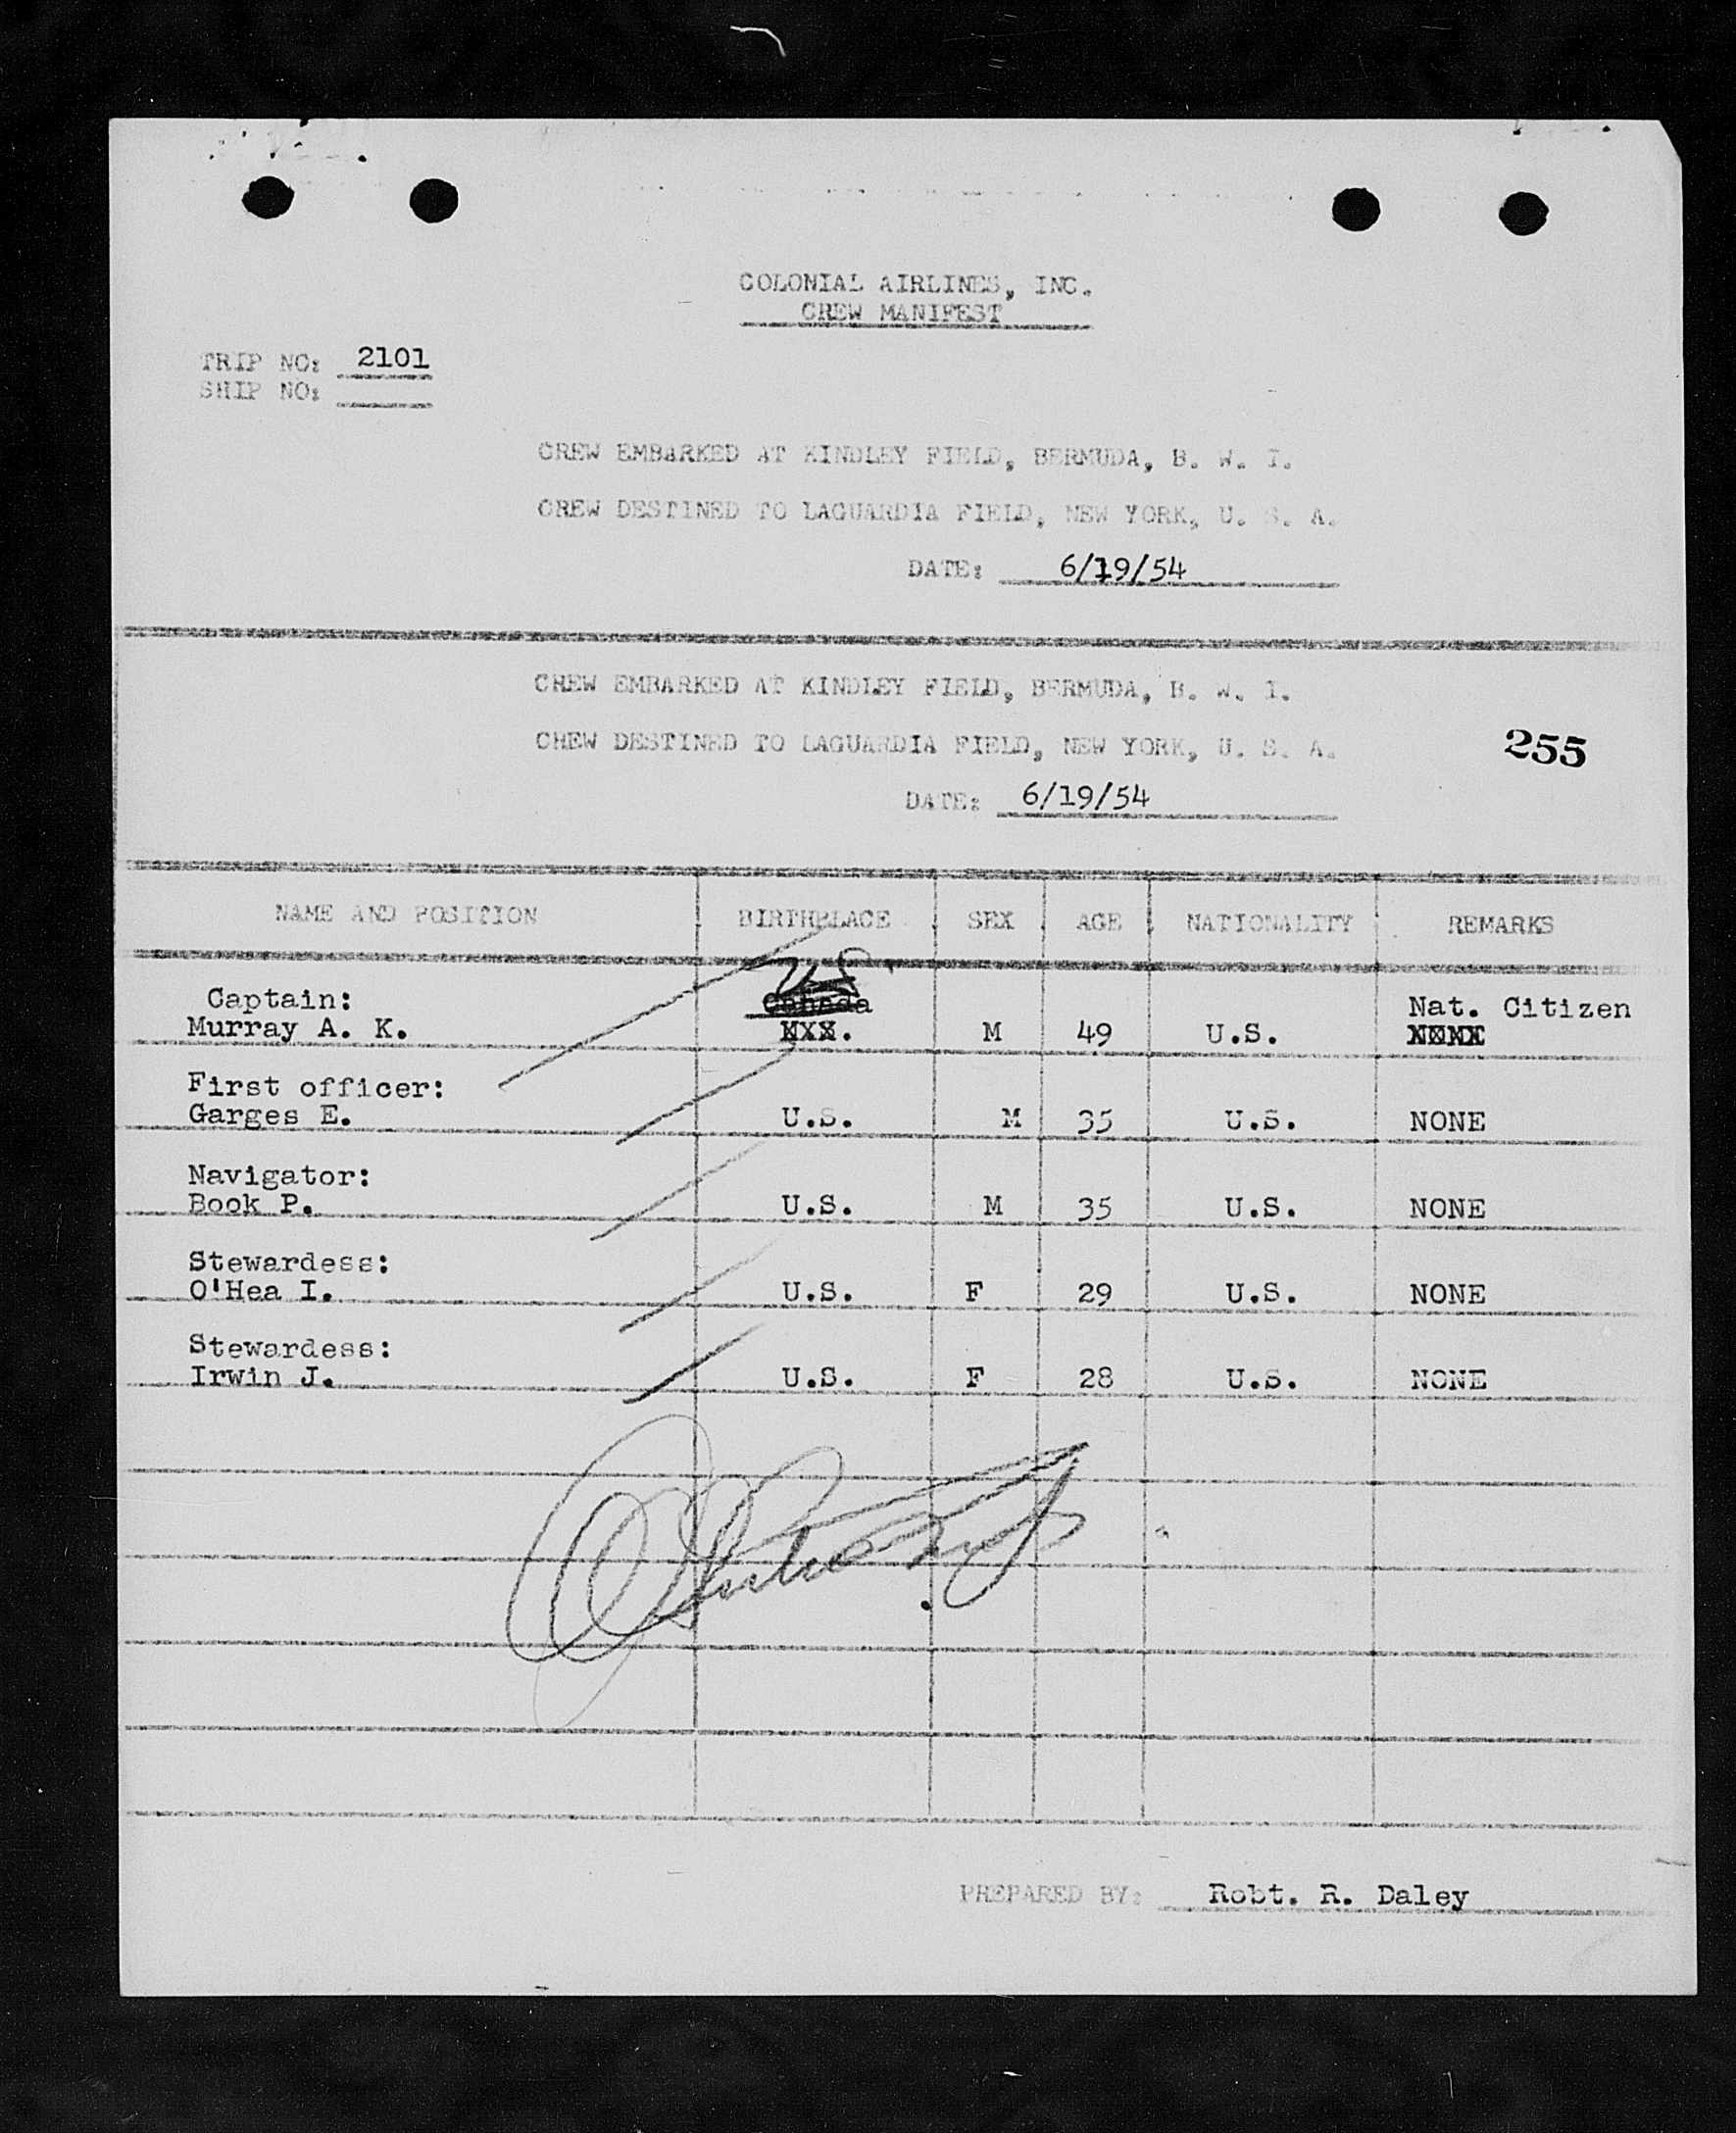 COLONIAL AIRLINES, INC.
CREW MANIFEST
TRIP NO: 2101
SHIP NO:
CREW EMBARKED AT KINDLEY FIELD, BERMUDA, B. W. I.
CREW DESTINED TO LAGUARDIA FIELD, NEW YORK, U. S. A.
DATE: 6/19/54
CREW EMBARKED AT KINDLEY FIELD, BERMUDA, B. W. I.
CREW DESTINED TO LAGUARDIA FIELD, NEW YORK, U. S. A.
255
DATE: 6/19/54
NAME AND POSITION BIRTHPLACE SEX AGE NATIONALITY REMARKS
US
Captain: Canada Nat. Citizen
Murray A. K. M 49 U.S.
First officer:
Garges E. U.S. M 35 U.S. NONE
Navigator:
Book P. U.S. M 35 U.S. NONE
Stewardess:
O'Hea I. U.S. F 29 U.S. NONE
Stewardess:
Irwin J. U.S. F 28 U.S. NONE
PREPARED BY: Robt. R. Daley